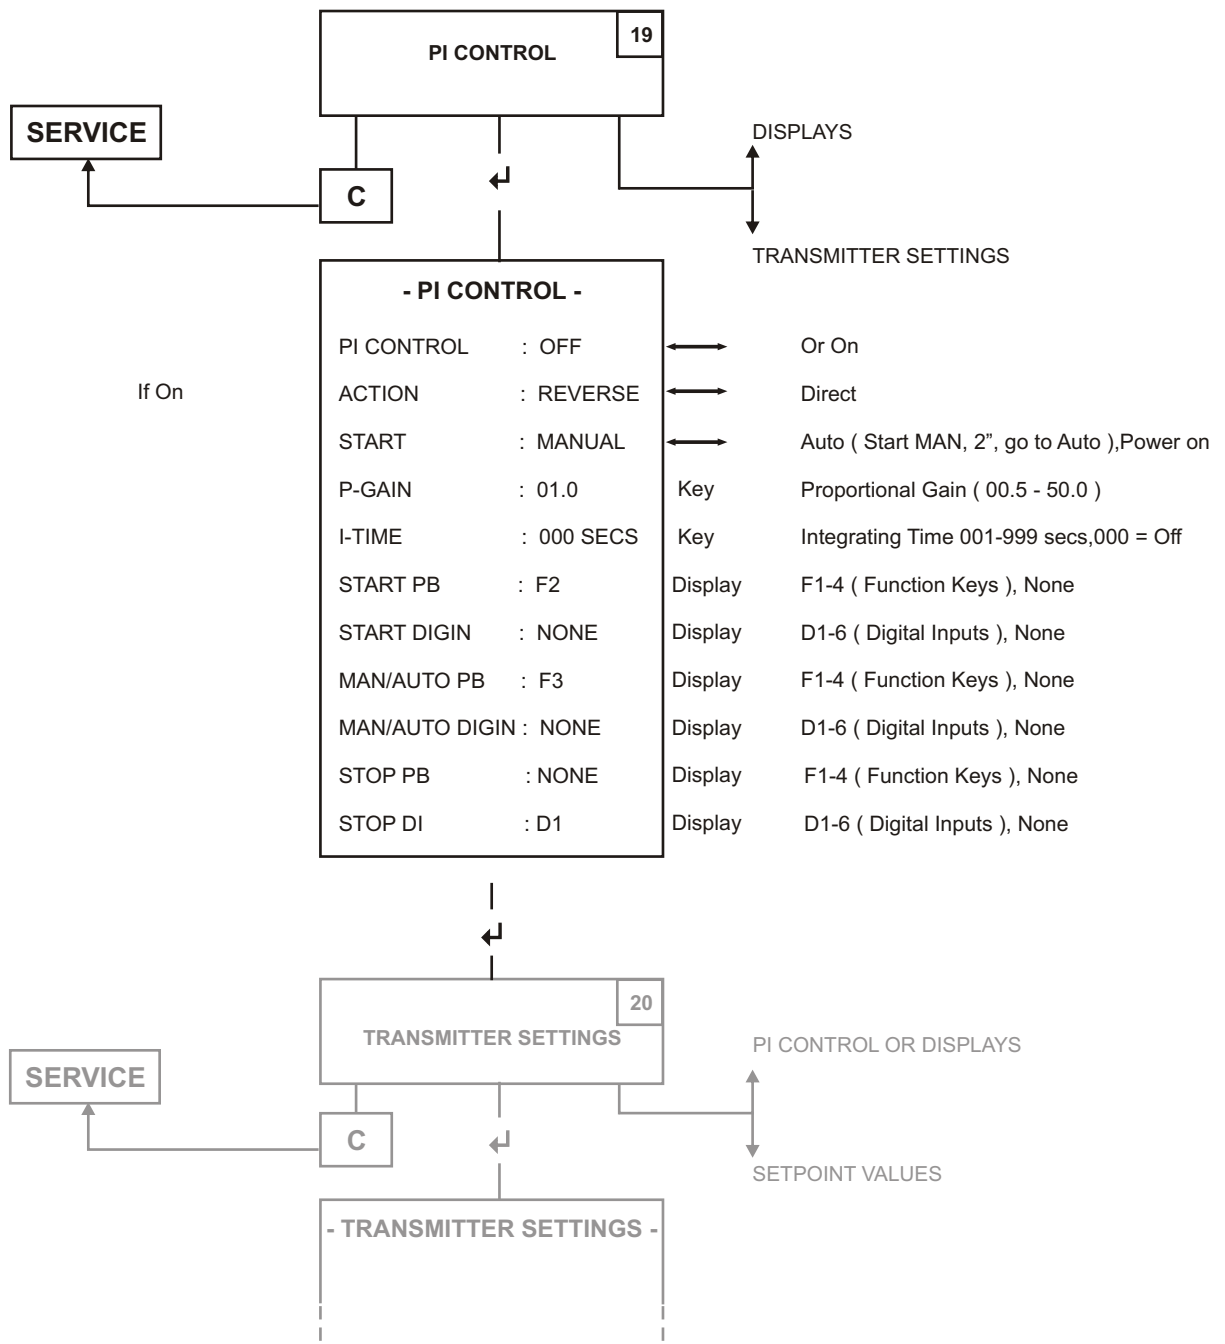 PI CONTROL
19
SERVICE
C
DISPLAYS
TRANSMITTER SETTINGS
- PI CONTROL -
PI CONTROL : OFF Or On
If On ACTION : REVERSE Direct
START : MANUAL Auto ( Start MAN, 2”, go to Auto ),Power on
P-GAIN : 01.0 Key Proportional Gain ( 00.5 - 50.0 )
I-TIME : 000 SECS Key Integrating Time 001-999 secs,000 = Off
START PB : F2 Display F1-4 ( Function Keys ), None
START DIGIN : NONE Display D1-6 ( Digital Inputs ), None
MAN/AUTO PB : F3 Display F1-4 ( Function Keys ), None
MAN/AUTO DIGIN : NONE Display D1-6 ( Digital Inputs ), None
STOP PB : NONE Display F1-4 ( Function Keys ), None
STOP DI : D1 Display D1-6 ( Digital Inputs ), None
20
TRANSMITTER SETTINGS
PI CONTROL OR DISPLAYS
SERVICE
C
SETPOINT VALUES
- TRANSMITTER SETTINGS -